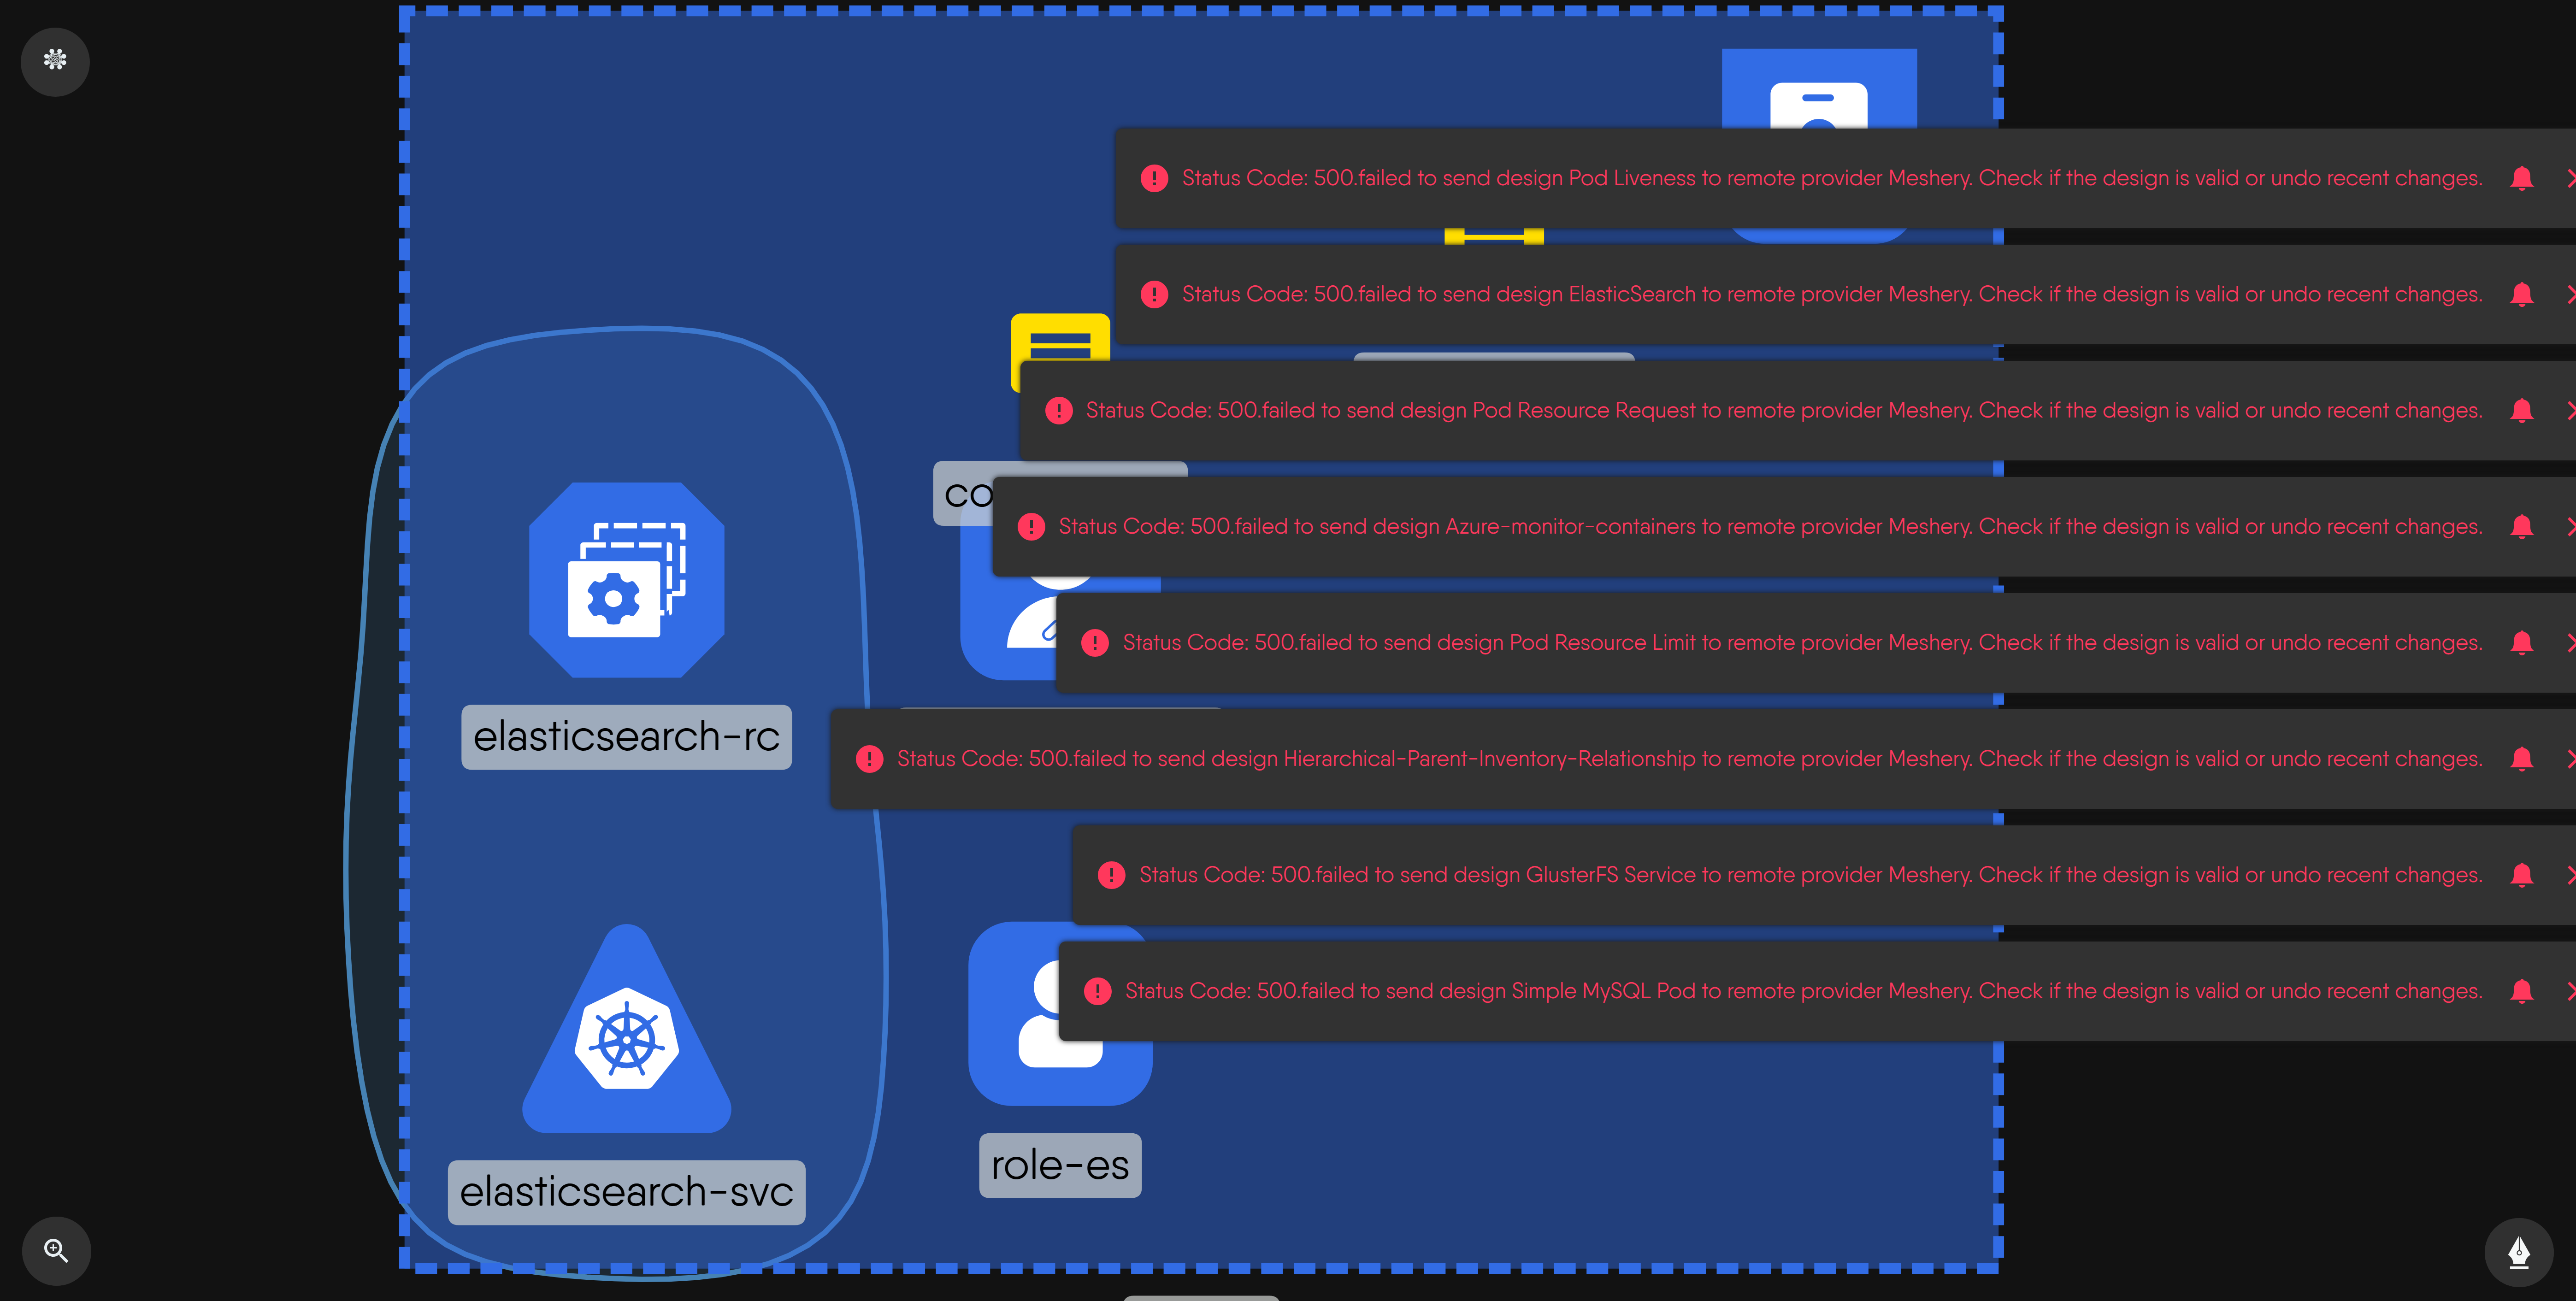 Status Code: 500.failed to send design Pod Liveness to remote provider Meshery. Check if the design is valid or undo recent changes.
Status Code: 500.failed to send design ElasticSearch to remote provider Meshery. Check if the design is valid or undo recent changes.
Status Code: 500.failed to send design Pod Resource Request to remote provider Meshery. Check if the design is valid or undo recent changes.
co
Status Code: 500.failed to send design Azure-monitor-containers to remote provider Meshery. Check if the design is valid or undo recent changes.
Status Code: 500.failed to send design Pod Resource Limit to remote provider Meshery. Check if the design is valid or undo recent changes.
elasticsearch-rc
Status Code: 500.failed to send design Hierarchical-Parent-Inventory-Relationship to remote provider Meshery. Check if the design is valid or undo recent changes.
Status Code: 500.failed to send design GlusterFS Service to remote provider Meshery. Check if the design is valid or undo recent changes.
Status Code: 500.failed to send design Simple MySQL Pod to remote provider Meshery. Check if the design is valid or undo recent changes.
role-es
elasticsearch-svc